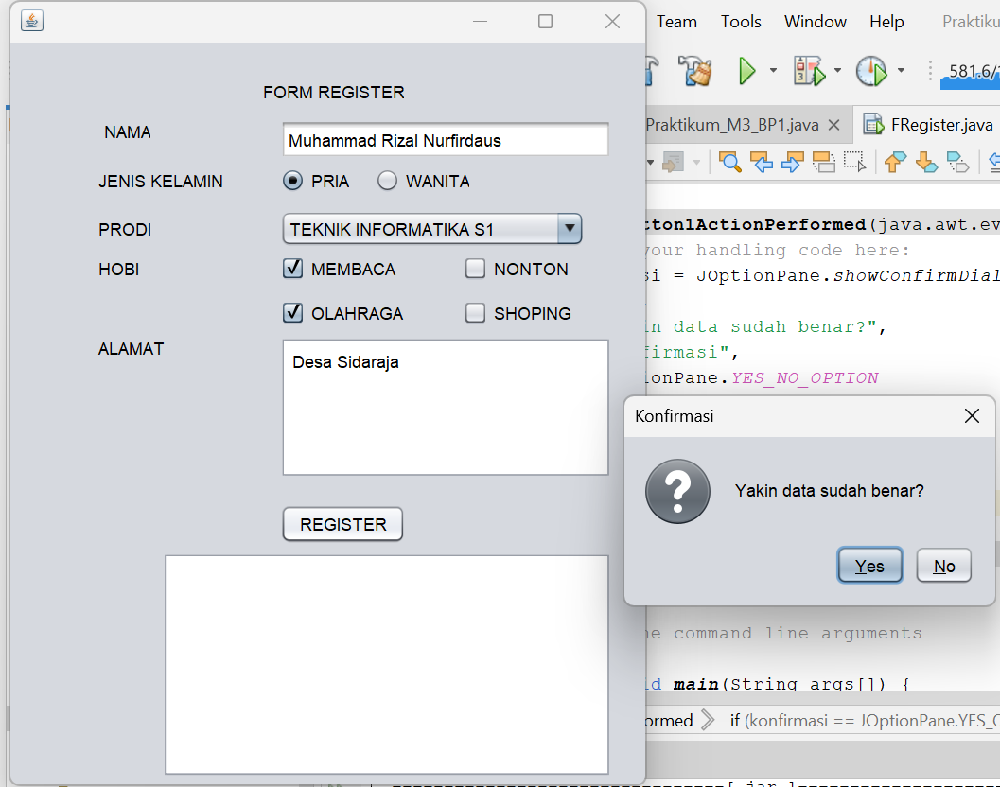 Team Tools Window Help
581.6/
FORM REGISTER
NAMA
Muhammad Rizal Nurfirdaus
JENIS KELAMIN
PRIA
WANITA
PRODI
TEKNIK INFORMATIKA S1
HOBI
MEMBACA
NONTON
OLAHRAGA
SHOPING
ALAMAT
Desa Sidaraja
REGISTER
Praktikum_M3_BP1.java
FRegister.java
tton1ActionPerformed(java.awt.ev
your handling code here:
si = JOptionPane.showConfirmDial
in data sudah benar?",
firmasi",
ionPane.YES_NO_OPTION
Konfirmasi
Yakin data sudah benar?
Yes
No
he command line arguments
id main(String args[]) {
ormed
if (konfirmasi == JOptionPane.YES_O